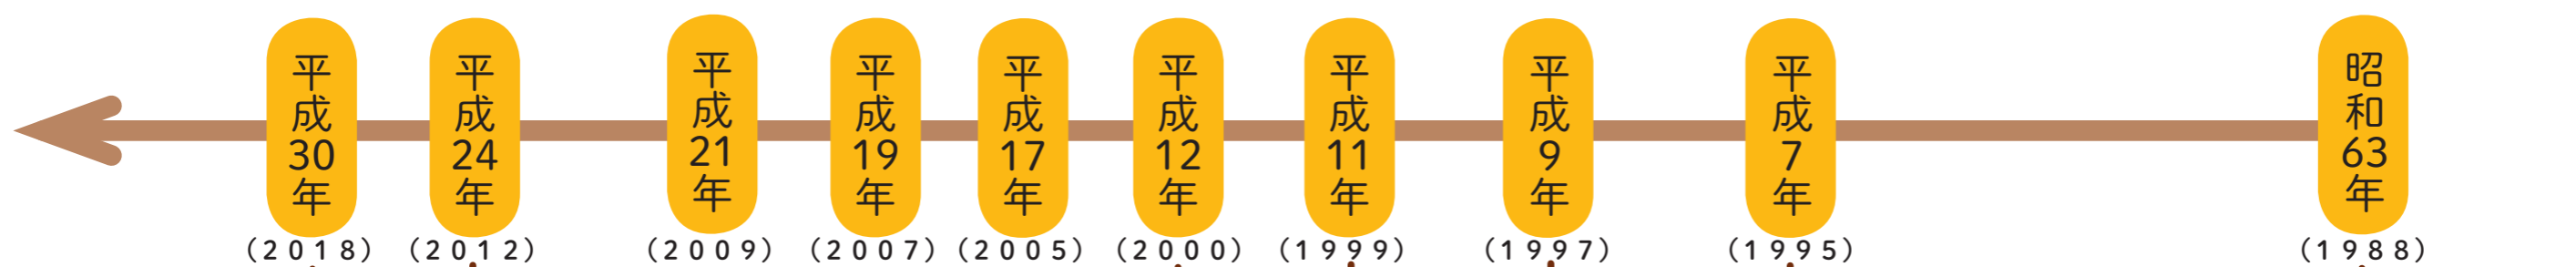 昭和63年
(1988)
平成7年
(1995)
平成9年
(1997)
平成11年
(1999)
平成12年
(2000)
平成17年
(2005)
平成19年
(2007)
平成21年
(2009)
平成24年
(2012)
平成30年
(2018)